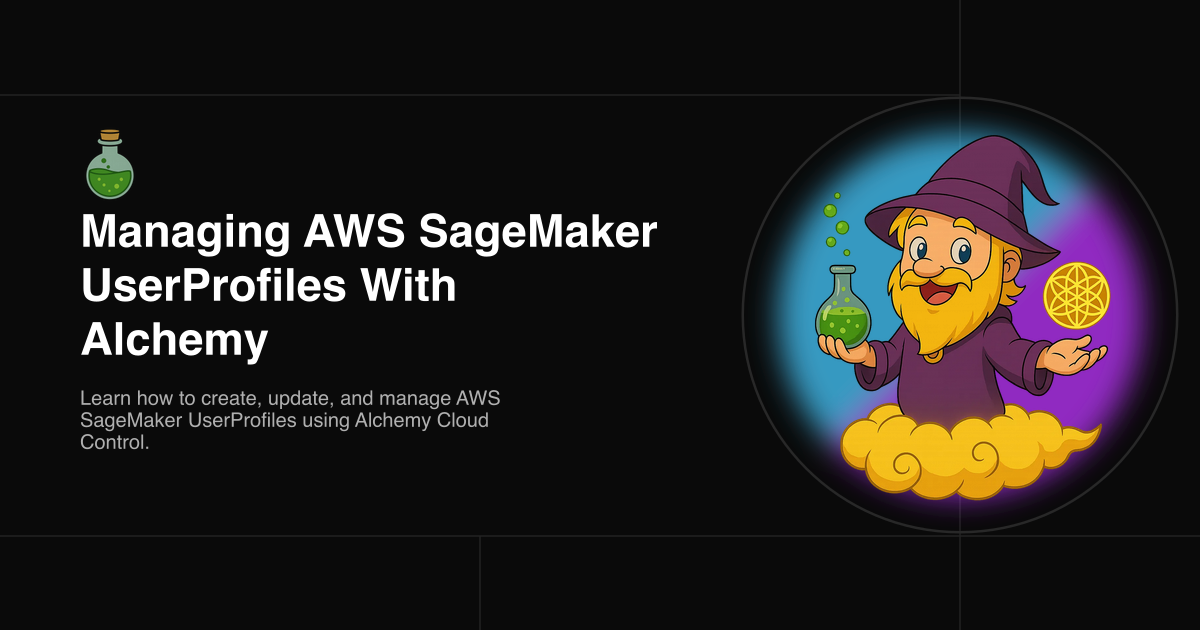 Managing AWS SageMaker
UserProfiles With
Alchemy
Learn how to create, update, and manage AWS
SageMaker UserProfiles using Alchemy Cloud
Control.